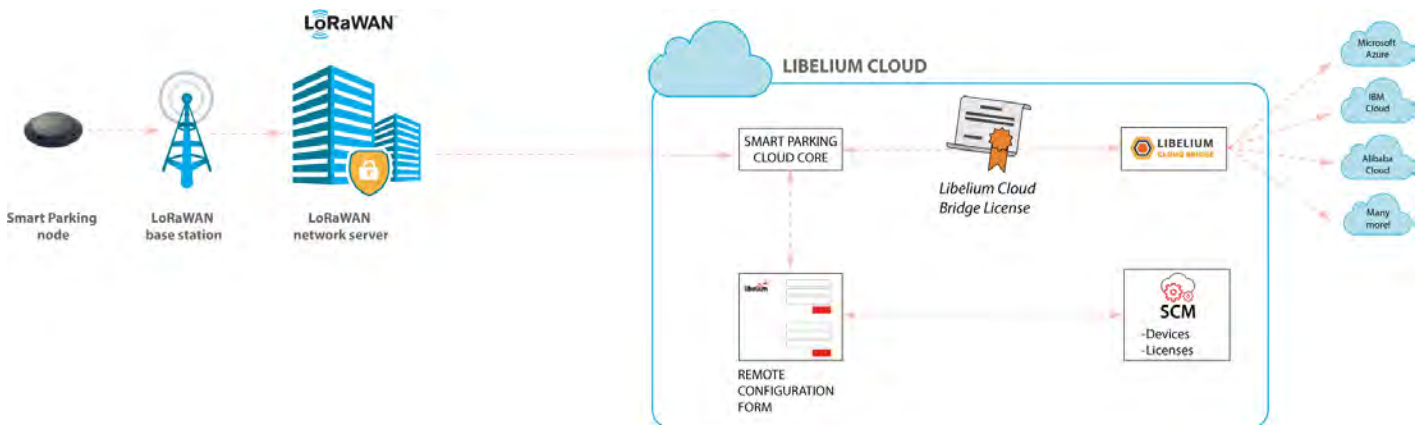 LoRaWAN
Smart Parking
node
LoRaWAN
base station
LoRaWAN
network server
LIBELIUM CLOUD
SMART PARKING
CLOUD CORE
Libelium Cloud
Bridge License
LIBELIUM
CLOUD BRIDGE
Microsoft
Azure
IBM
Cloud
Alibaba
Cloud
Many
more!
libelium
REMOTE
CONFIGURATION
FORM
SCM
-Devices
-Licenses